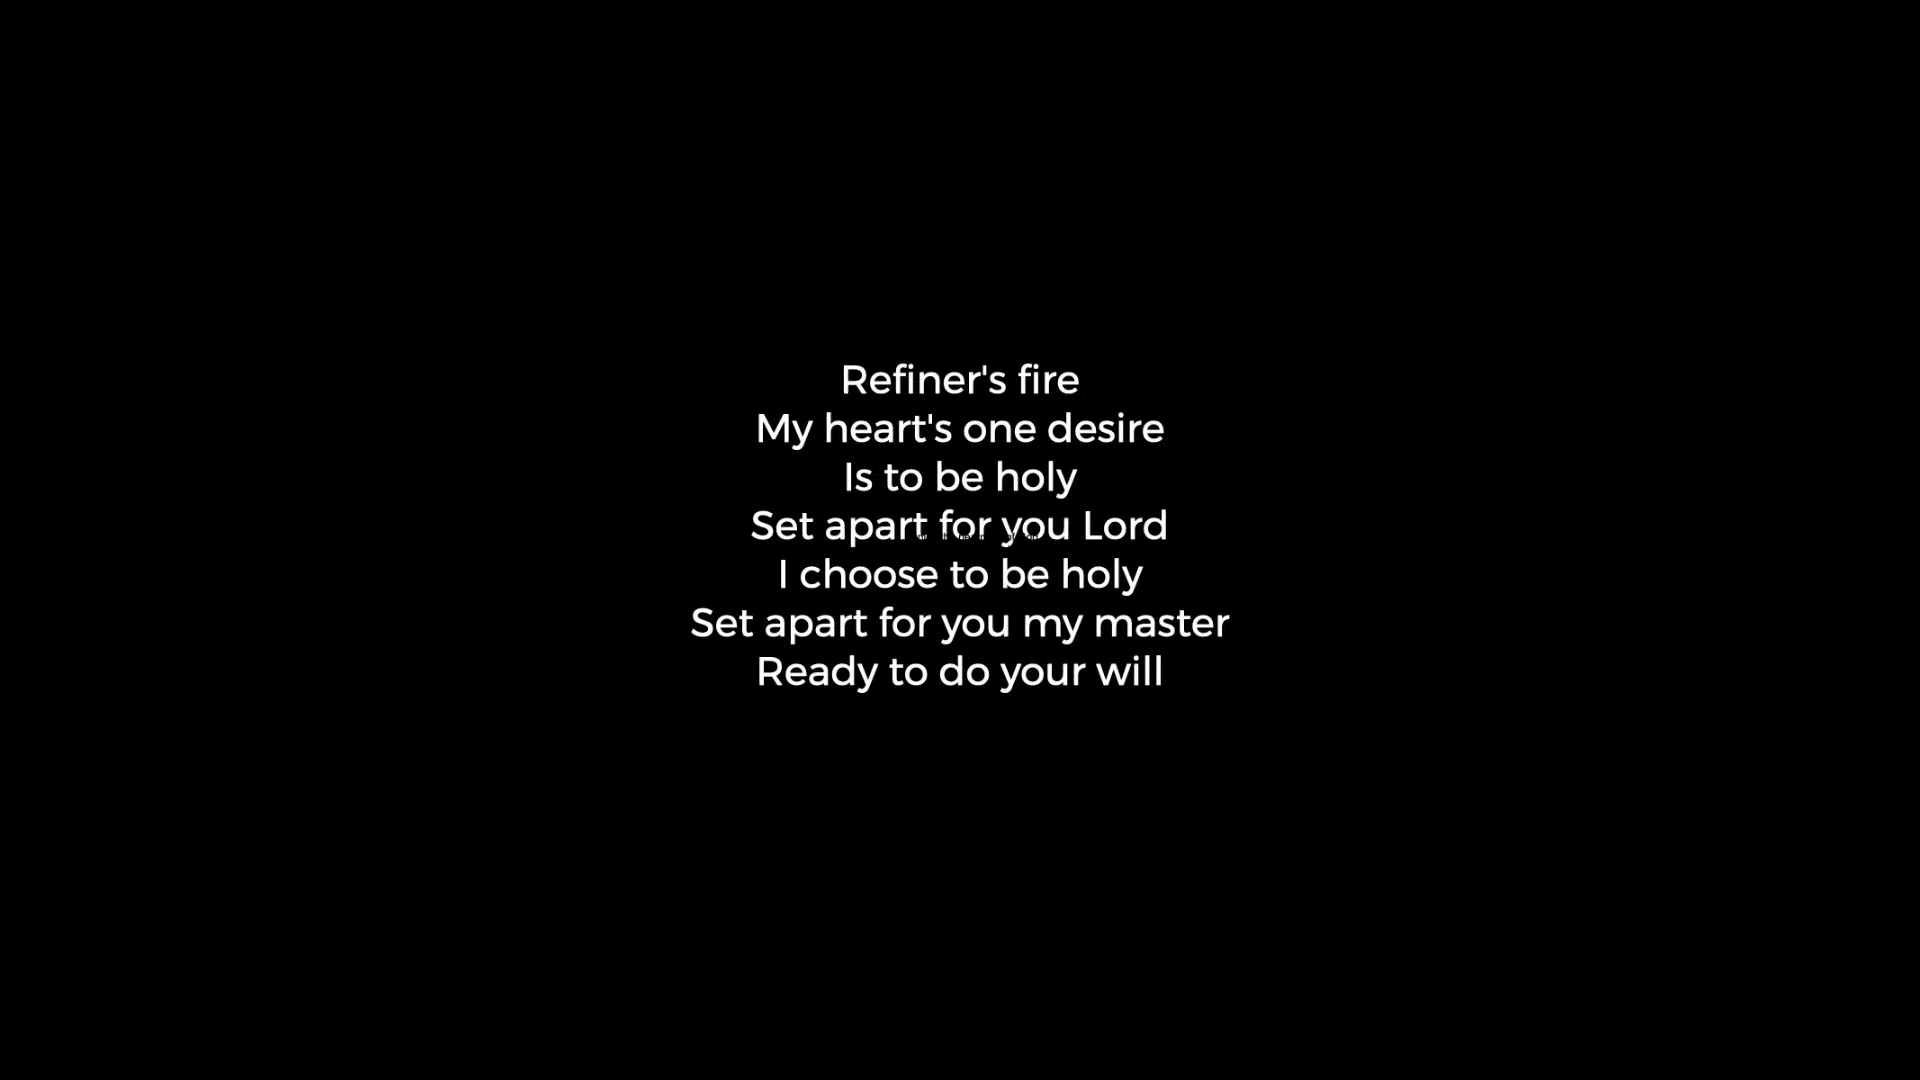 Refiner's fire
My heart's one desire
Is to be holy
Set apart for you Lord
I choose to be holy
Set apart for you my master
Ready to do your will